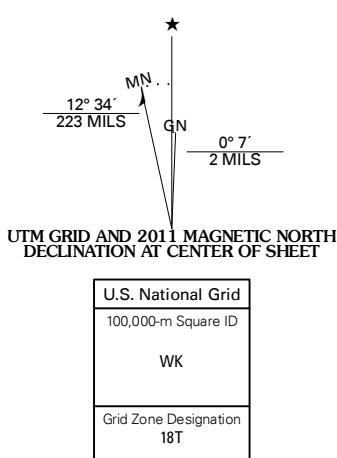 ★
MN
GN
12° 34´
223 MILS
0° 7´
2 MILS
UTM GRID AND 2011 MAGNETIC NORTH
DECLINATION AT CENTER OF SHEET
U.S. National Grid
100,000-m Square ID
WK
Grid Zone Designation
18T